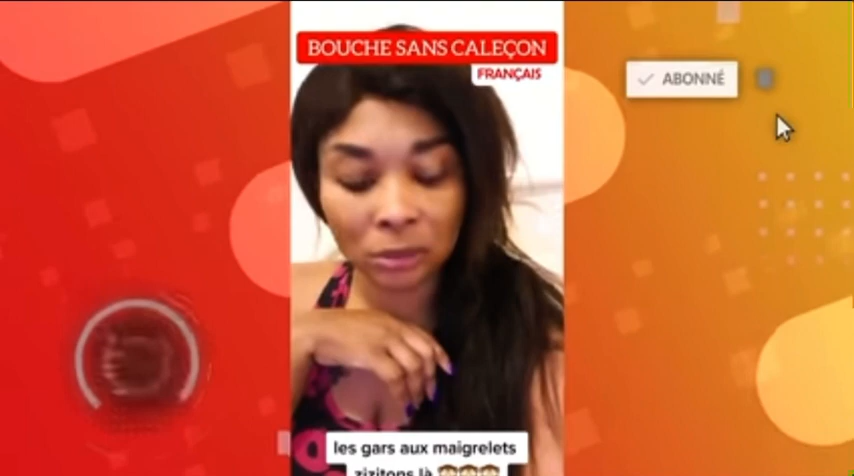 BOUCHE SANS CALEÇON
FRANÇAIS
ABONNÉ
les gars aux maigrelets
zizitons là